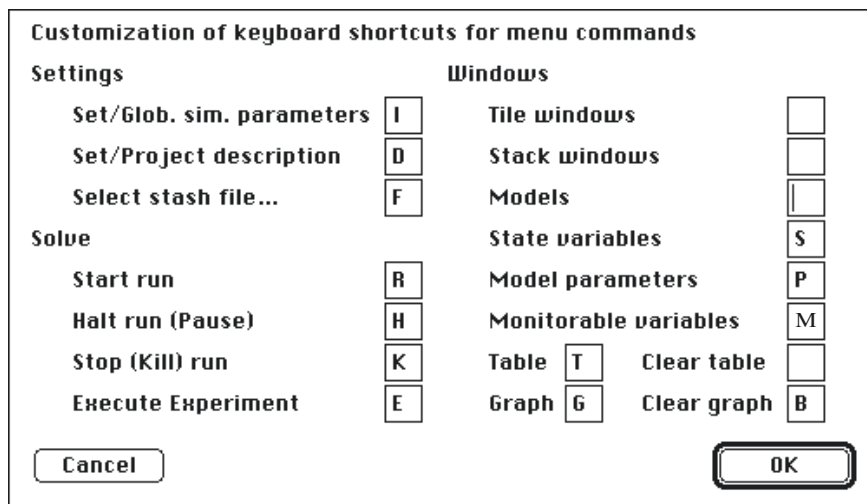 Customization of keyboard shortcuts for menu commands
Settings
Set/Glob. sim. parameters I
Set/Project description D
Select stash file... F
Solve
Start run R
Halt run (Pause) H
Stop (Kill) run K
Execute Experiment E
Windows
Tile windows
Stack windows
Models
State variables S
Model parameters P
Monitorable variables M
Table T Clear table
Graph G Clear graph B
Cancel
OK